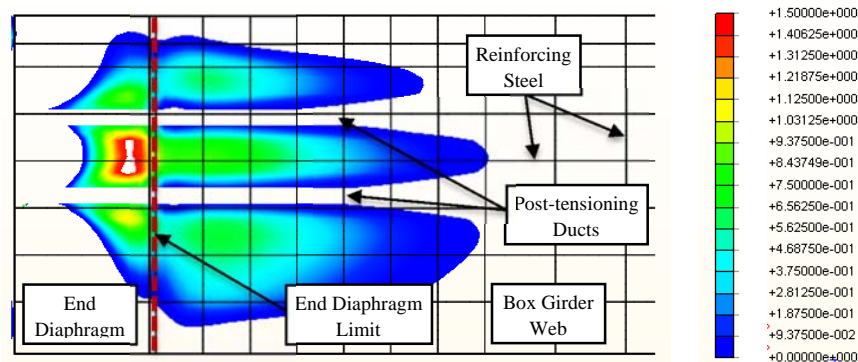 Reinforcing
Steel
Post-tensioning
Ducts
End
Diaphragm
End Diaphragm
Limit
Box Girder
Web
+1.50000e+000
+1.40625e+000
+1.31250e+000
+1.21875e+000
+1.12500e+000
+1.03125e+000
+9.37500e-001
+8.43749e-001
+7.50000e-001
+6.56250e-001
+5.62500e-001
+4.68750e-001
+3.75000e-001
+2.81250e-001
+1.87500e-001
+9.37500e-002
+0.00000e+000